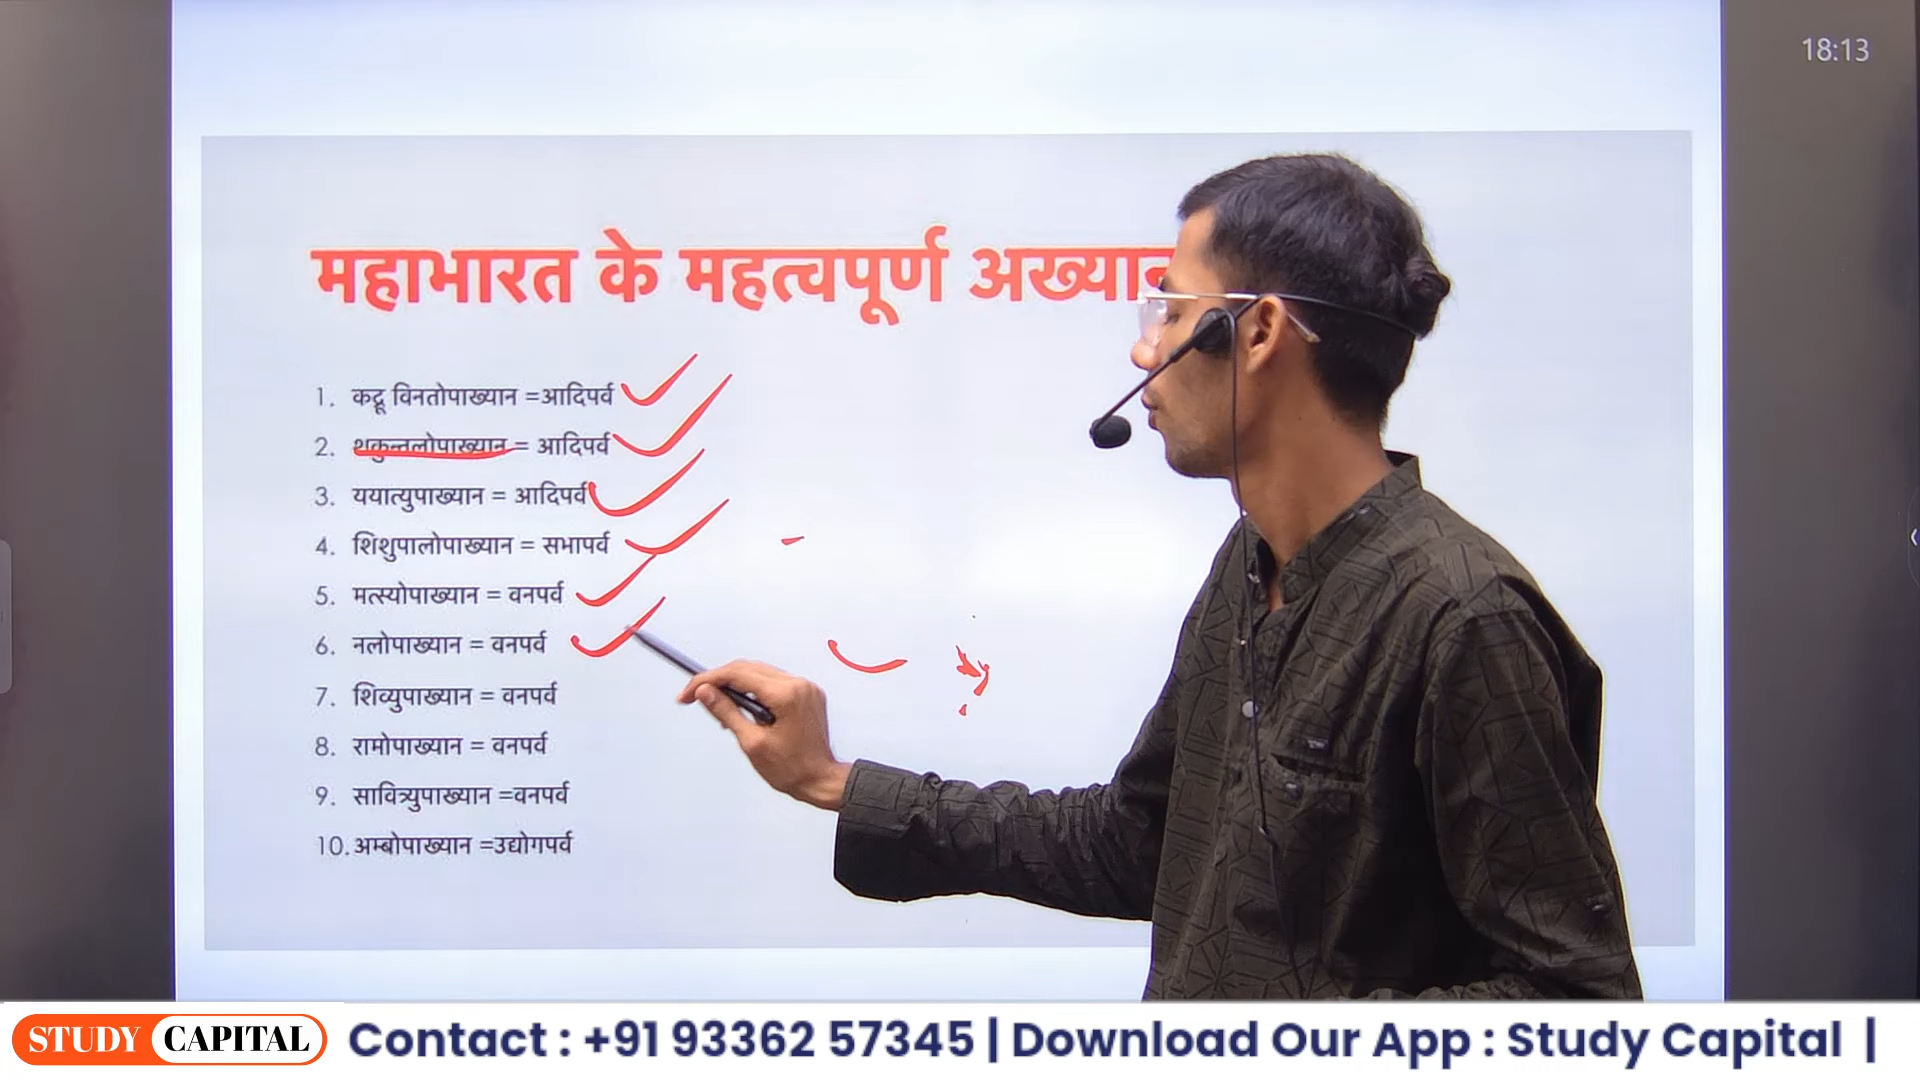 18:13
महाभारत के महत्वपूर्ण अख्यान
1. कद्रू विनतोपाख्यान =आदिपर्व
2. शकुन्तलोपाख्यान = आदिपर्व
3. ययात्युपाख्यान = आदिपर्व
4. शिशुपालोपाख्यान = सभापर्व
5. मत्स्योपाख्यान = वनपर्व
6. नलोपाख्यान = वनपर्व
7. शिव्युपाख्यान = वनपर्व
8. रामोपाख्यान = वनपर्व
9. सावित्र्युपाख्यान =वनपर्व
10. अम्बोपाख्यान =उद्योगपर्व
STUDY CAPITAL Contact : +91 93362 57345 | Download Our App : Study Capital |